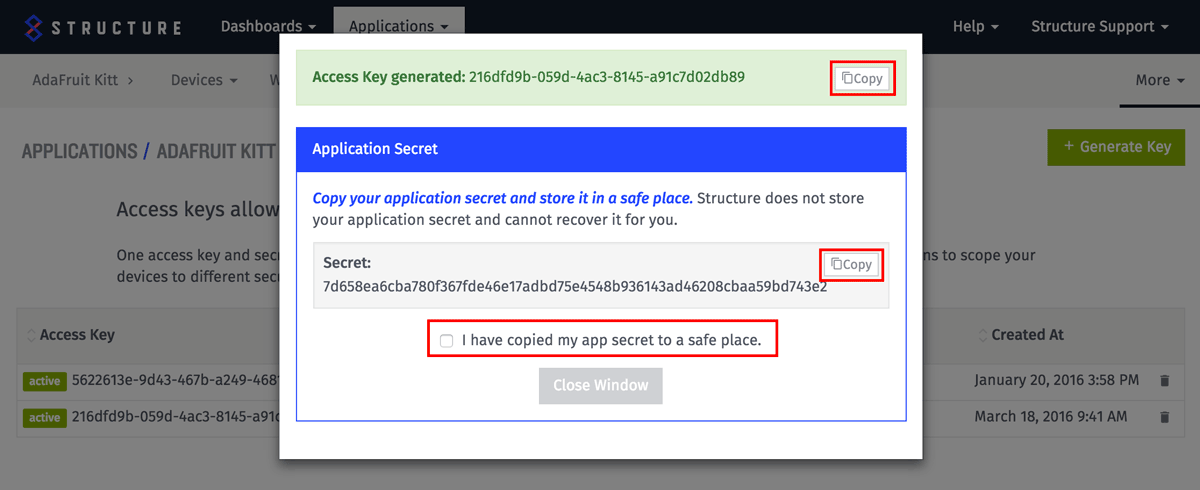 STRUCTURE Dashboards Applications Help Structure Support
AdaFruit Kitt Devices More
Access Key generated: 216dfd9b-059d-4ac3-8145-a91c7d02db89 Copy
APPLICATIONS / ADAFRUIT KITT
+ Generate Key
Application Secret
Copy your application secret and store it in a safe place. Structure does not store
your application secret and cannot recover it for you.
Access keys allow
One access key and
devices to different
to scope your
Secret: Copy
7d658ea6cba780f367fde46e17adbd75e4548b936143ad46208cbaa59bd743e2
Access Key Created At
I have copied my app secret to a safe place.
active 5622613e-9d43-467b-a249-468 January 20, 2016 3:58 PM
Close Window
active 216dfd9b-059d-4ac3-8145-a91c March 18, 2016 9:41 AM